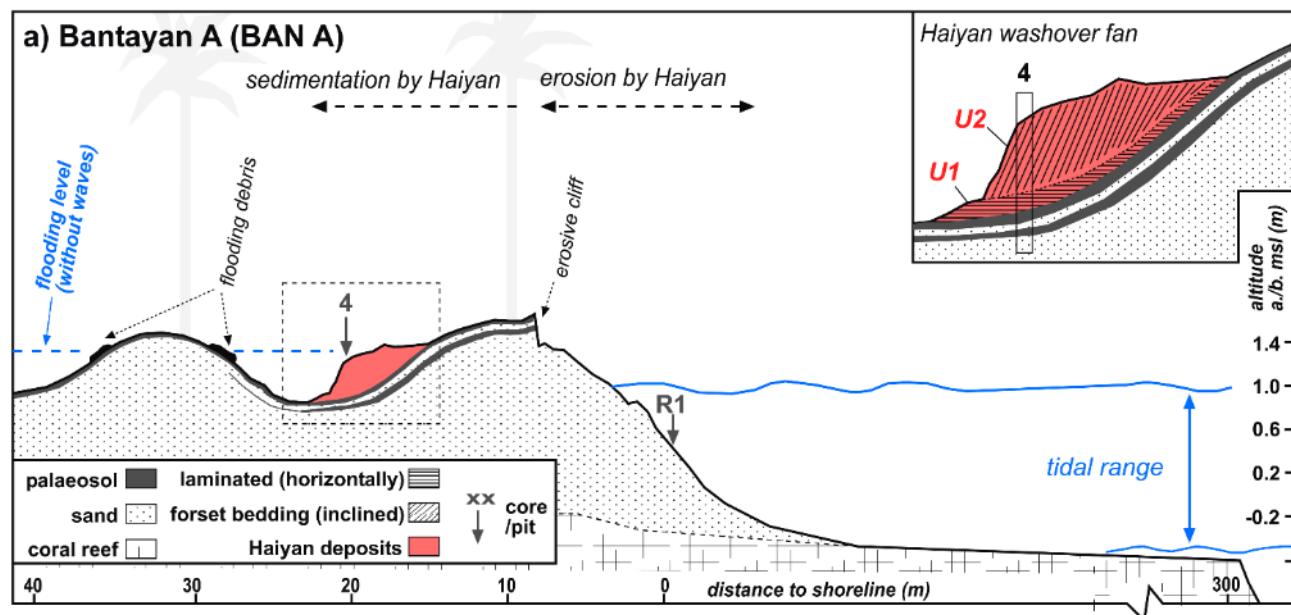 a) Bantayan A (BAN A)
sedimentation by Haiyan
erosion by Haiyan
flooding level
(without waves)
flooding debris
erosive cliff
4
R1
Haiyan washover fan
4
U2
U1
altitude
a./b. msl (m)
1.4
1.0
0.6
0.2
-0.2
tidal range
palaeosol
laminated (horizontally)
sand
forset bedding (inclined)
coral reef
Haiyan deposits
xx
core
/pit
40
30
20
10
0
distance to shoreline (m)
300